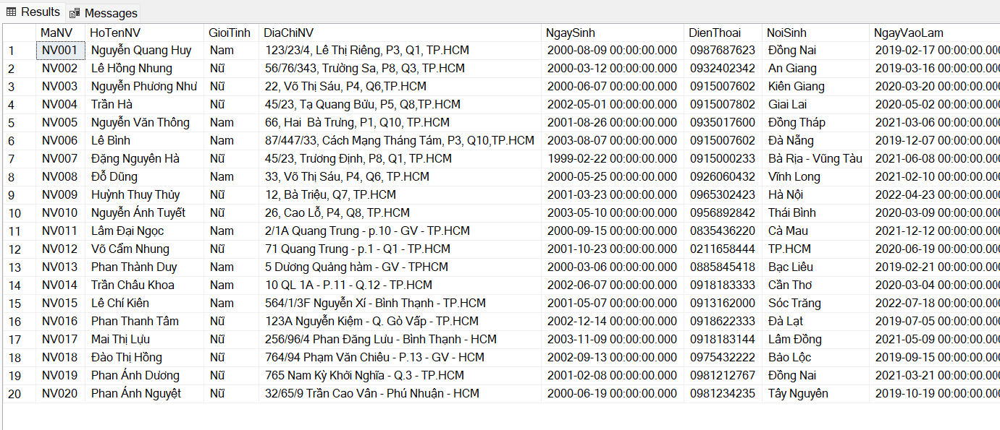 Results Messages
MaNV HoTenNV GioiTinh DiaChiNV NgaySinh DienThoai NoiSinh NgayVaoLam
1 NV001 Nguyễn Quang Huy Nam 123/23/4, Lê Thị Riêng, P3, Q1, TP.HCM 2000-08-09 00:00:00.000 0987687623 Đồng Nai 2019-02-17 00:00:00.000
2 NV002 Lê Hồng Nhung Nữ 56/76/343, Trường Sa, P8, Q3, TP.HCM 2000-03-12 00:00:00.000 0932402342 An Giang 2019-03-16 00:00:00.000
3 NV003 Nguyễn Phương Như Nữ 22, Võ Thị Sáu, P4, Q6,TP.HCM 2000-06-07 00:00:00.000 0915007602 Kiên Giang 2020-03-20 00:00:00.000
4 NV004 Trần Hà Nữ 45/23, Tạ Quang Bửu, P5, Q8,TP.HCM 2002-05-01 00:00:00.000 0915007802 Giai Lai 2020-05-02 00:00:00.000
5 NV005 Nguyễn Văn Thông Nam 66, Hai  Bà Trưng, P1, Q10, TP.HCM 2001-08-26 00:00:00.000 0935017600 Đồng Tháp 2021-03-06 00:00:00.000
6 NV006 Lê Bình Nam 87/447/33, Cách Mạng Tháng Tám, P3, Q10,TP.HCM 2003-08-07 00:00:00.000 0915007602 Đà Nẵng 2019-12-07 00:00:00.000
7 NV007 Đặng Nguyên Hà Nữ 45/23, Trương Định, P8, Q1, TP.HCM 1999-02-22 00:00:00.000 0915000233 Bà Rịa - Vũng Tàu 2021-06-08 00:00:00.000
8 NV008 Đỗ Dũng Nam 33, Võ Thị Sáu, P4, Q6, TP.HCM 2000-05-25 00:00:00.000 0926060432 Vĩnh Long 2021-02-10 00:00:00.000
9 NV009 Huỳnh Thuy Thủy Nữ 12, Bà Triệu, Q7, TP.HCM 2001-03-23 00:00:00.000 0965302423 Hà Nội 2022-04-23 00:00:00.000
10 NV010 Nguyễn Ánh Tuyết Nữ 26, Cao Lỗ, P4, Q8, TP.HCM 2003-05-10 00:00:00.000 0956892842 Thái Bình 2020-03-09 00:00:00.000
11 NV011 Lâm Đại Ngọc Nam 2/1A Quang Trung - p.10 - GV - TP.HCM 2000-09-15 00:00:00.000 0835436220 Cà Mau 2021-12-12 00:00:00.000
12 NV012 Võ Cẩm Nhung Nữ 71 Quang Trung - p.1 - Q1 - TP.HCM 2001-10-23 00:00:00.000 0211658444 TP.HCM 2020-06-19 00:00:00.000
13 NV013 Phan Thành Duy Nam 5 Dương Quảng hàm - GV - TPHCM 2000-03-06 00:00:00.000 0885845418 Bạc Liêu 2019-02-21 00:00:00.000
14 NV014 Trần Châu Khoa Nam 10 QL 1A - P.11 - Q.12 - TP.HCM 2002-06-07 00:00:00.000 0918183333 Cần Thơ 2020-03-04 00:00:00.000
15 NV015 Lê Chí Kiên Nam 564/1/3F Nguyễn Xí - Bình Thạnh - TP.HCM 2001-05-07 00:00:00.000 0913162000 Sóc Trăng 2022-07-18 00:00:00.000
16 NV016 Phan Thanh Tâm Nữ 123A Nguyễn Kiệm - Q. Gò Vấp - TP.HCM 2002-12-14 00:00:00.000 0918622333 Đà Lạt 2019-07-05 00:00:00.000
17 NV017 Mai Thị Lựu Nữ 256/96/4 Phan Đăng Lưu - Bình Thạnh - HCM 2003-11-09 00:00:00.000 0918183144 Lâm Đồng 2021-05-09 00:00:00.000
18 NV018 Đào Thị Hồng Nữ 764/94 Phạm Văn Chiêu - P.13 - GV - HCM 2002-09-13 00:00:00.000 0975432222 Bảo Lộc 2019-09-15 00:00:00.000
19 NV019 Phan Ánh Dương Nữ 765 Nam Kỳ Khởi Nghĩa - Q.3 - TP.HCM 2001-02-08 00:00:00.000 0981212767 Đồng Nai 2021-03-21 00:00:00.000
20 NV020 Phan Ánh Nguyệt Nữ 32/65/9 Trần Cao Vân - Phú Nhuận - HCM 2000-06-19 00:00:00.000 0981234235 Tây Nguyên 2019-10-19 00:00:00.000